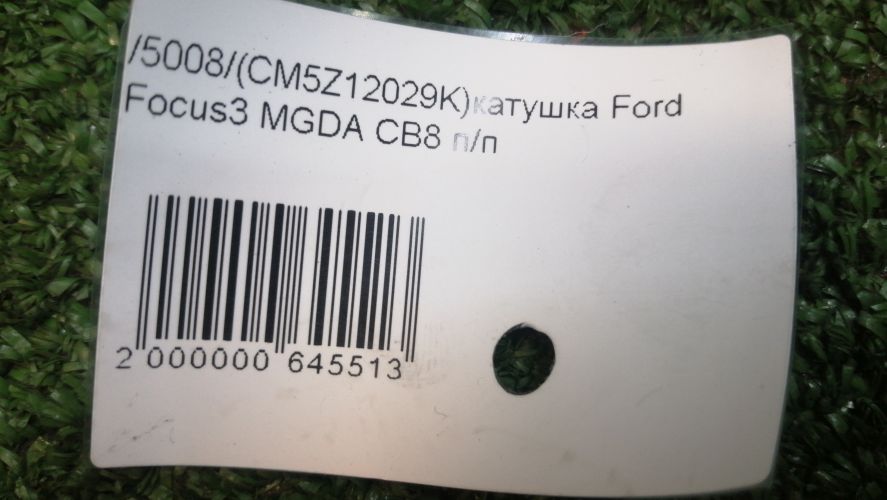 /5008/(CM5Z12029K)катушка Ford
Focus3 MGDA CB8 п/п
2 000000 645513